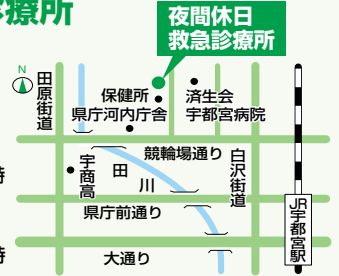 療所
夜間休日
救急診療所
N
田原街道
保健所
県庁河内庁舎
済生会
宇都宮病院
競輪場通り
宇商高
田川
白沢街道
時
県庁前通り
JR宇都宮駅
大通り
時